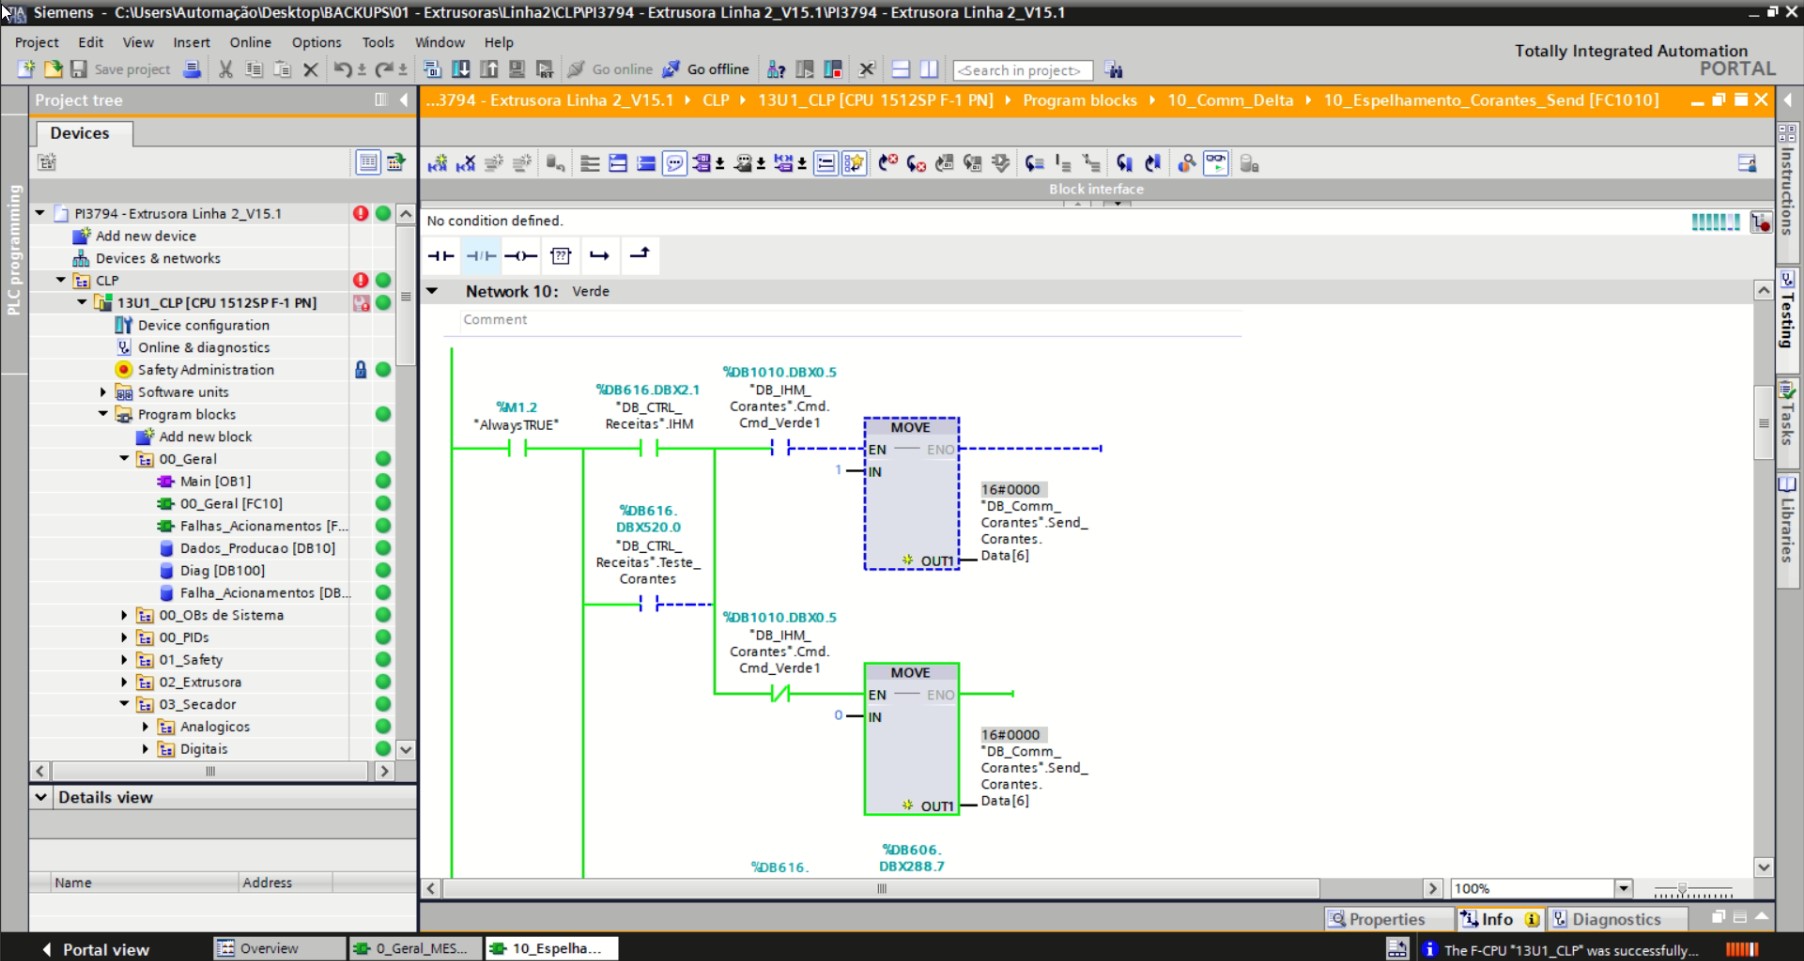 Siemens - C:\Users\Automação\Desktop\BACKUPS\01 - Extrusoras\Linha2\CLP\PI3794 - Extrusora Linha 2_V15.1\PI3794 - Extrusora Linha 2_V15.1
Project Edit View Insert Online Options Tools Window Help
Totally Integrated Automation
PORTAL
Save project
Go online
Go offline
<Search in project>
Project tree
...3794 - Extrusora Linha 2_V15.1 CLP 13U1_CLP [CPU 1512SP F-1 PN] Program blocks 10_Comm_Delta 10_Espelhamento_Corantes_Send [FC1010]
Devices
PLC programming
PI3794 - Extrusora Linha 2_V15.1
Add new device
Devices & networks
CLP
13U1_CLP [CPU 1512SP F-1 PN]
Device configuration
Online & diagnostics
Safety Administration
Software units
Program blocks
Add new block
00_Geral
Main [OB1]
00_Geral [FC10]
Falhas_Acionamentos [F...
Dados_Producao [DB10]
Diag [DB100]
Falha_Acionamentos [DB...
00_OBs de Sistema
00_PIDs
01_Safety
02_Extrusora
03_Secador
Analogicos
Digitais
Details view
Name Address
Block interface
No condition defined.
Network 10: Verde
Comment
%M1.2
"AlwaysTRUE"
%DB616.DBX2.1
"DB_CTRL_
Receitas".IHM
%DB1010.DBX0.5
"DB_IHM_
Corantes".Cmd.
Cmd_Verde1
MOVE
EN ENO
1 IN
OUT1
16#0000
"DB_Comm_
Corantes".Send_
Corantes.
Data[6]
%DB616.
DBX520.0
"DB_CTRL_
Receitas".Teste_
Corantes
%DB1010.DBX0.5
"DB_IHM_
Corantes".Cmd.
Cmd_Verde1
MOVE
EN ENO
0 IN
OUT1
16#0000
"DB_Comm_
Corantes".Send_
Corantes.
Data[6]
%DB606.
DBX288.7
%DB616.
100%
Instructions
Testing
Tasks
Libraries
Properties Info Diagnostics
Portal view Overview 0_Geral_MES... 10_Espelha... The F-CPU "13U1_CLP" was successfully...